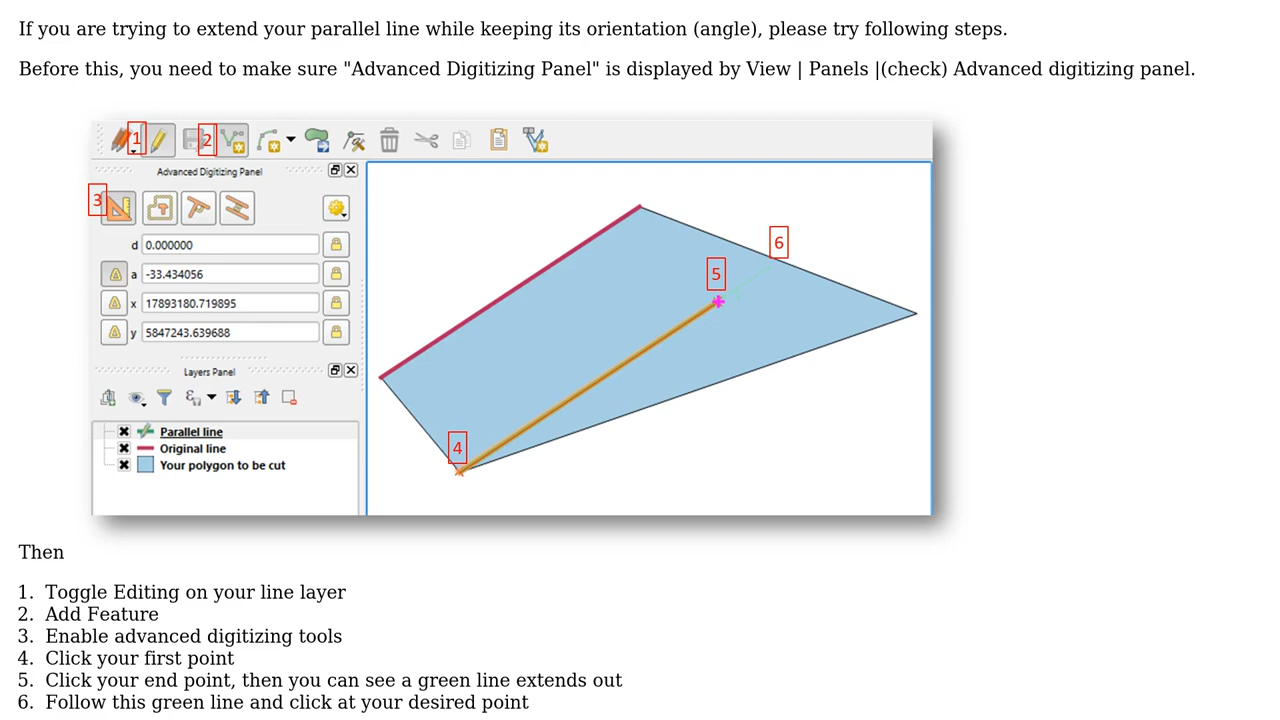 If you are trying to extend your parallel line while keeping its orientation (angle), please try following steps.
Before this, you need to make sure "Advanced Digitizing Panel" is displayed by View | Panels |(check) Advanced digitizing panel.
1
2
Advanced Digitizing Panel
3
d 0.000000
a -33.434056
x 17893180.719895
y 5847243.639688
Layers Panel
Parallel line
Original line
Your polygon to be cut
6
5
4
Then
1. Toggle Editing on your line layer
2. Add Feature
3. Enable advanced digitizing tools
4. Click your first point
5. Click your end point, then you can see a green line extends out
6. Follow this green line and click at your desired point